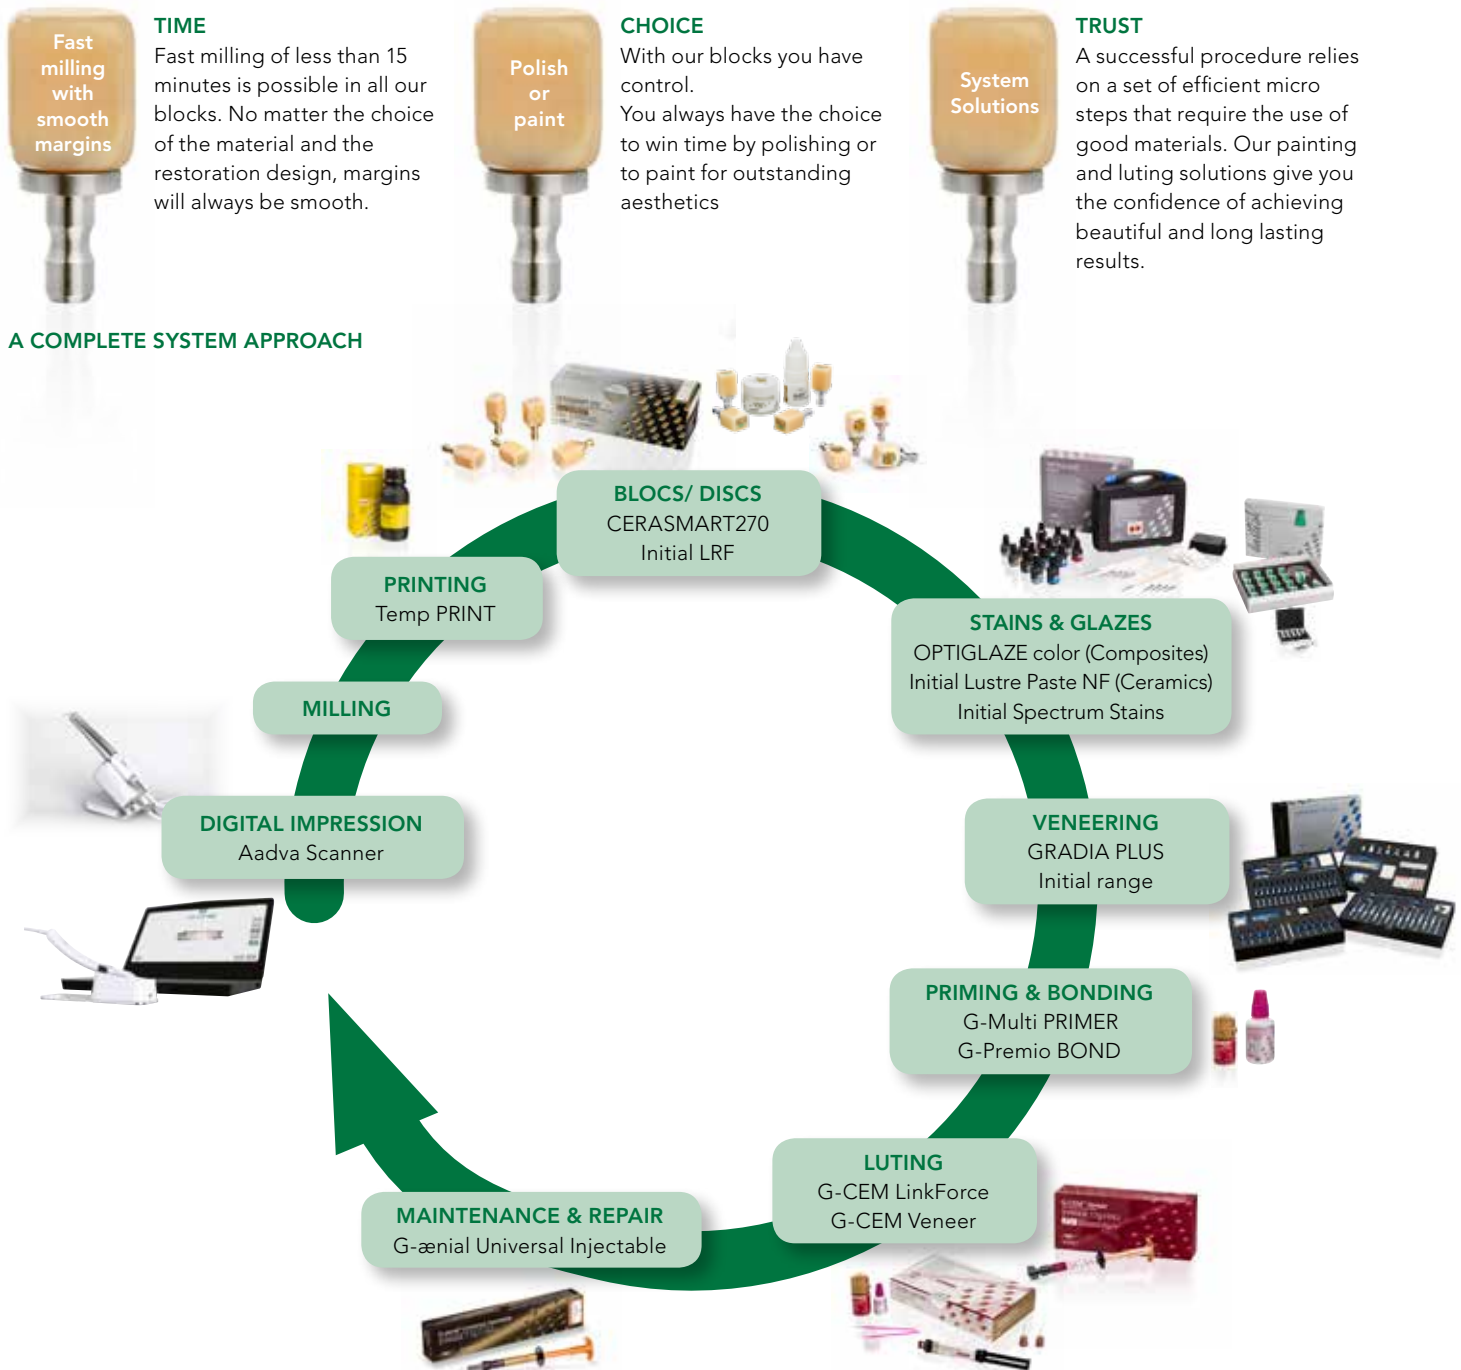 Fast
milling
with
smooth
margins
TIME
Fast milling of less than 15
minutes is possible in all our
blocks. No matter the choice
of the material and the
restoration design, margins
will always be smooth.
Polish
or
paint
CHOICE
With our blocks you have
control.
You always have the choice
to win time by polishing or
to paint for outstanding
aesthetics
System
Solutions
TRUST
A successful procedure relies
on a set of efficient micro
steps that require the use of
good materials. Our painting
and luting solutions give you
the confidence of achieving
beautiful and long lasting
results.
A COMPLETE SYSTEM APPROACH
BLOCS/ DISCS
CERASMART270
Initial LRF
PRINTING
Temp PRINT
STAINS & GLAZES
OPTIGLAZE color (Composites)
Initial Lustre Paste NF (Ceramics)
Initial Spectrum Stains
MILLING
DIGITAL IMPRESSION
Aadva Scanner
VENEERING
GRADIA PLUS
Initial range
PRIMING & BONDING
G-Multi PRIMER
G-Premio BOND
LUTING
G-CEM LinkForce
G-CEM Veneer
MAINTENANCE & REPAIR
G-ænial Universal Injectable